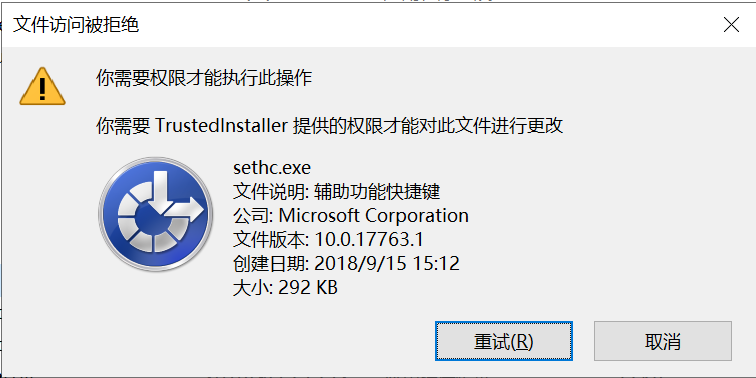 文件访问被拒绝
你需要权限才能执行此操作
你需要 TrustedInstaller 提供的权限才能对此文件进行更改
sethc.exe
文件说明: 辅助功能快捷键
公司: Microsoft Corporation
文件版本: 10.0.17763.1
创建日期: 2018/9/15 15:12
大小: 292 KB
重试(R)
取消